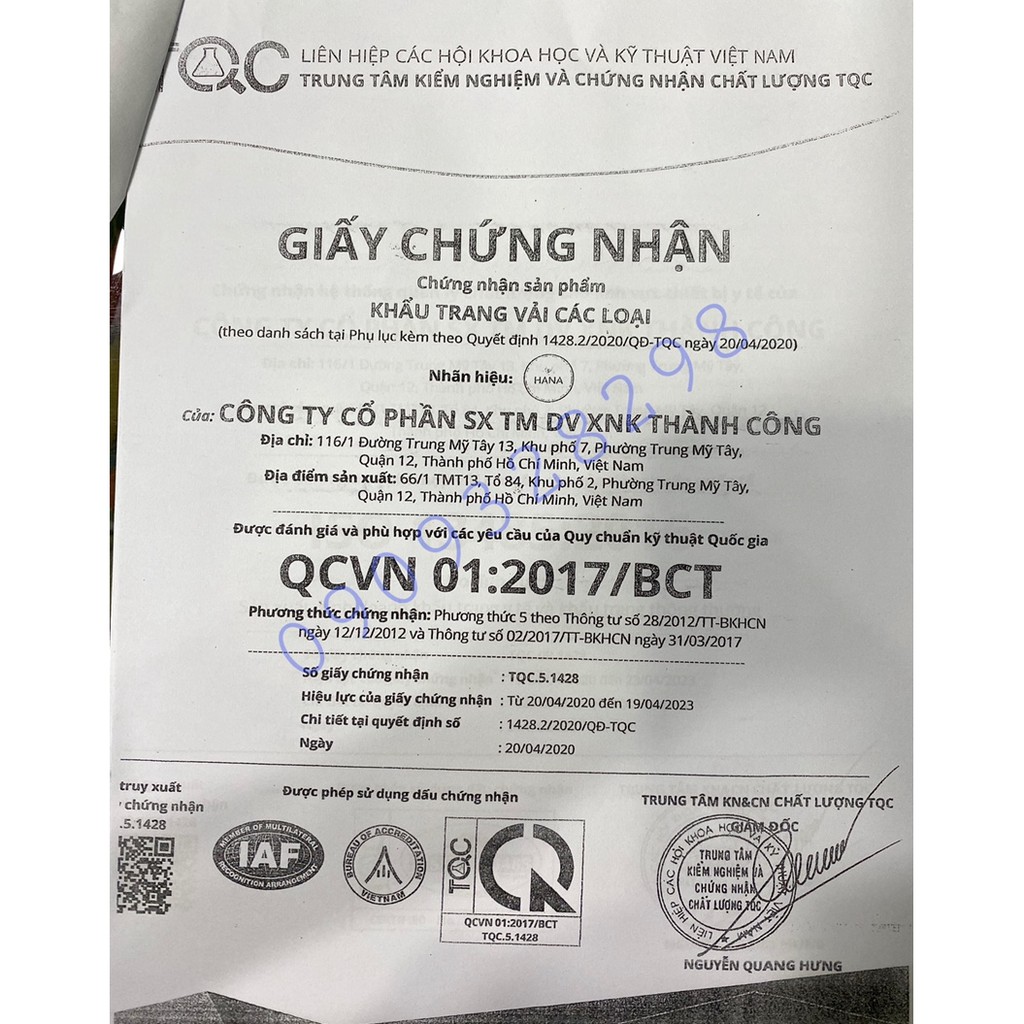 TQC
LIÊN HIỆP CÁC HỘI KHOA HỌC VÀ KỸ THUẬT VIỆT NAM
TRUNG TÂM KIỂM NGHIỆM VÀ CHỨNG NHẬN CHẤT LƯỢNG TQC
GIẤY CHỨNG NHẬN
Chứng nhận sản phẩm
KHẨU TRANG VẢI CÁC LOẠI
(theo danh sách tại Phụ lục kèm theo Quyết định 1428.2/2020/QĐ-TQC ngày 20/04/2020)
Nhãn hiệu: HANA
Của: CÔNG TY CỔ PHẦN SX TM DV XNK THÀNH CÔNG
Địa chỉ: 116/1 Đường Trung Mỹ Tây 13, Khu phố 7, Phường Trung Mỹ Tây,
Quận 12, Thành phố Hồ Chí Minh, Việt Nam
Địa điểm sản xuất: 66/1 TMT13, Tổ 84, Khu phố 2, Phường Trung Mỹ Tây,
Quận 12, Thành phố Hồ Chí Minh, Việt Nam
Được đánh giá và phù hợp với các yêu cầu của Quy chuẩn kỹ thuật Quốc gia
QCVN 01:2017/BCT
Phương thức chứng nhận: Phương thức 5 theo Thông tư số 28/2012/TT-BKHCN
ngày 12/12/2012 và Thông tư số 02/2017/TT-BKHCN ngày 31/03/2017
0909328298
Số giấy chứng nhận : TQC.5.1428
Hiệu lực của giấy chứng nhận : Từ 20/04/2020 đến 19/04/2023
Chi tiết tại quyết định số : 1428.2/2020/QĐ-TQC
Ngày : 20/04/2020
truy xuất
chứng nhận
.5.1428
Được phép sử dụng dấu chứng nhận
MEMBER OF MULTILATERAL
IAF
RECOGNITION ARRANGEMENT
BUREAU OF ACCREDITATION
VIETNAM
TQC
QCVN 01:2017/BCT
TQC.5.1428
TRUNG TÂM KN&CN CHẤT LƯỢNG TQC
GIÁM ĐỐC
LIÊN HIỆP CÁC HỘI KHOA HỌC VÀ KỸ THUẬT VIỆT NAM
TRUNG TÂM
KIỂM NGHIỆM VÀ
CHỨNG NHẬN
CHẤT LƯỢNG TQC
NGUYỄN QUANG HƯNG